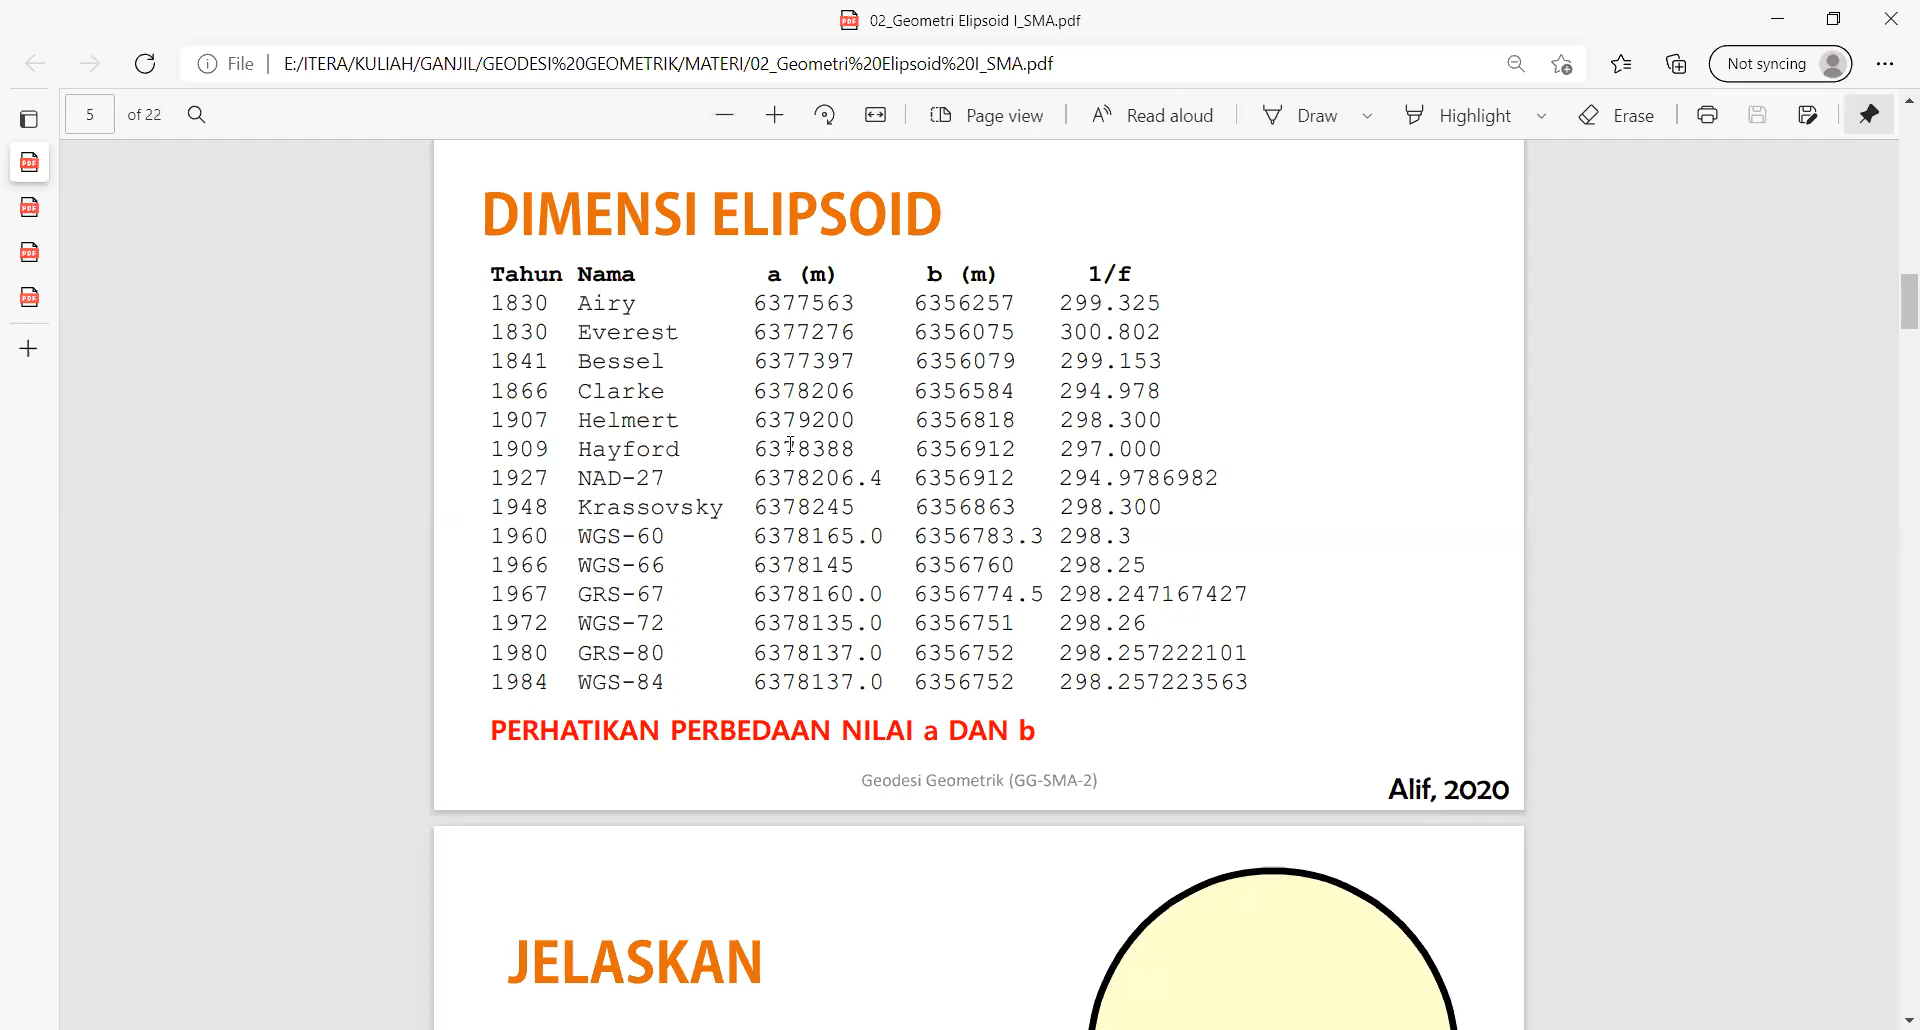 02_Geometri Elipsoid I_SMA.pdf
File | E:/ITERA/KULIAH/GANJIL/GEODESI%20GEOMETRIK/MATERI/02_Geometri%20Elipsoid%20I_SMA.pdf Not syncing
5 of 22 Page view Read aloud Draw Highlight Erase
DIMENSI ELIPSOID
Tahun Nama a (m) b (m) 1/f
1830 Airy 6377563 6356257 299.325
1830 Everest 6377276 6356075 300.802
1841 Bessel 6377397 6356079 299.153
1866 Clarke 6378206 6356584 294.978
1907 Helmert 6379200 6356818 298.300
1909 Hayford 6378388 6356912 297.000
1927 NAD-27 6378206.4 6356912 294.9786982
1948 Krassovsky 6378245 6356863 298.300
1960 WGS-60 6378165.0 6356783.3 298.3
1966 WGS-66 6378145 6356760 298.25
1967 GRS-67 6378160.0 6356774.5 298.247167427
1972 WGS-72 6378135.0 6356751 298.26
1980 GRS-80 6378137.0 6356752 298.257222101
1984 WGS-84 6378137.0 6356752 298.257223563
PERHATIKAN PERBEDAAN NILAI a DAN b
Geodesi Geometrik (GG-SMA-2)
Alif, 2020
JELASKAN